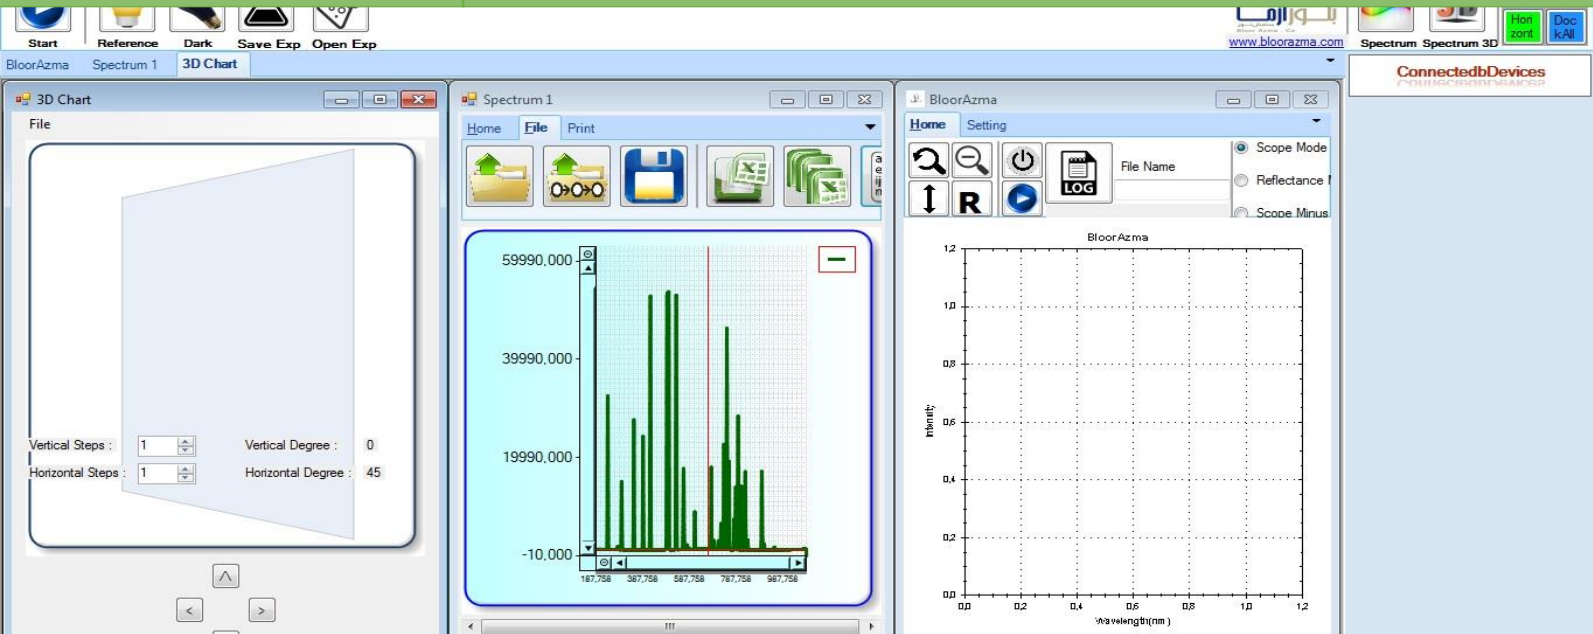 Start Reference Dark Save Exp Open Exp
بلــورآزما
www.bloorazma.com
Spectrum Spectrum 3D
Hori
zont
Doc
kAll
BloorAzma Spectrum 1 3D Chart
ConnectedbDevices
3D Chart
File
Vertical Steps : 1 Vertical Degree : 0
Horizontal Steps : 1 Horizontal Degree : 45
Spectrum 1
Home File Print
0>0>0
59990,000
39990,000
19990,000
-10,000
187,758 387,758 587,758 787,758 987,758
BloorAzma
Home Setting
LOG
R
File Name
Scope Mode
Reflectance
Scope Minus
BloorAzma
1,2
1,0
0,8
0,6
0,4
0,2
0,0
Intensity
0,0 0,2 0,4 0,6 0,8 1,0 1,2
Wavelength(nm)